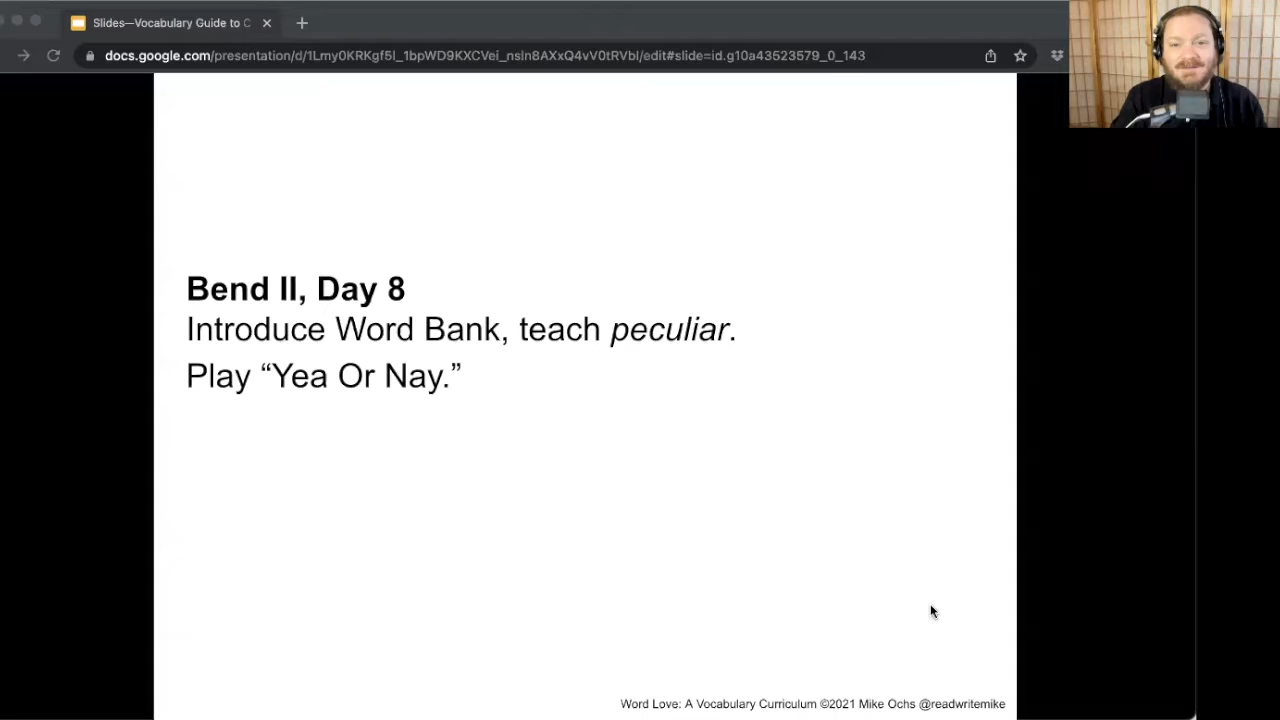 Slides—Vocabulary Guide to C
docs.google.com/presentation/d/1Lmy0KRKgf5I_1bpWD9KXCVei_nsIn8AXxQ4vV0tRVbI/edit#slide=id.g10a43523579_0_143
Bend II, Day 8
Introduce Word Bank, teach peculiar.
Play “Yea Or Nay.”
Word Love: A Vocabulary Curriculum ©2021 Mike Ochs @readwritemike